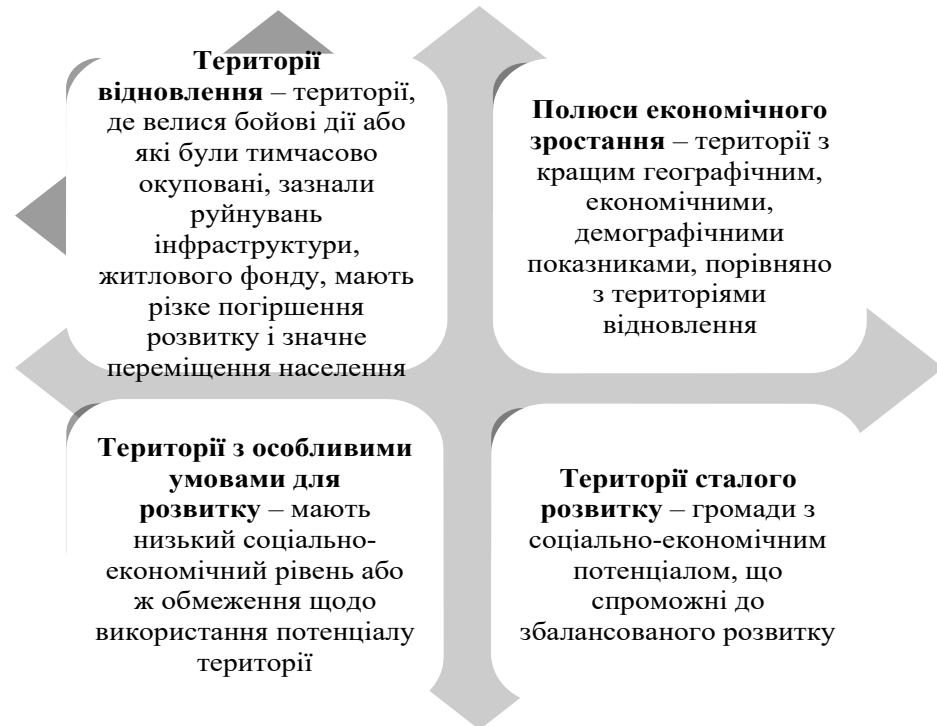 Території
відновлення – території,
де велися бойові дії або
які були тимчасово
окуповані, зазнали
руйнувань
інфраструктури,
житлового фонду, мають
різке погіршення
розвитку і значне
переміщення населення
Полюси економічного
зростання – території з
кращим географічним,
економічними,
демографічними
показниками, порівняно
з територіями
відновлення
Території з особливими
умовами для
розвитку – мають
низький соціально-
економічний рівень або
ж обмеження щодо
використання потенціалу
території
Території сталого
розвитку – громади з
соціально-економічним
потенціалом, що
спроможні до
збалансованого розвитку